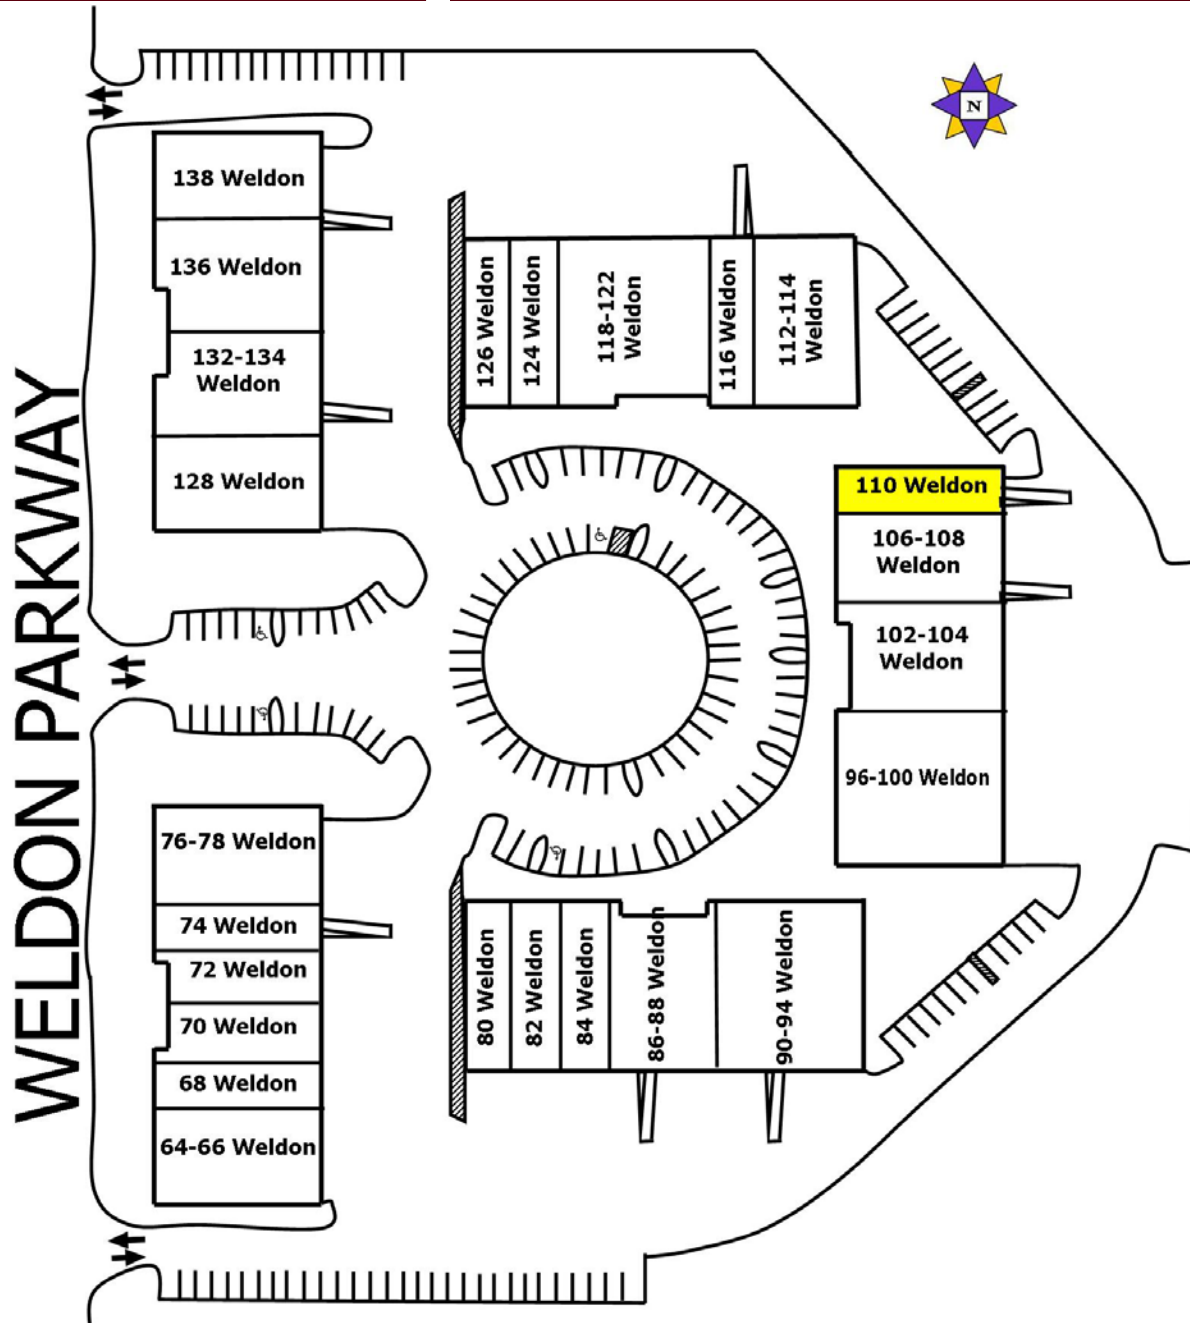 N
138 Weldon
136 Weldon
132-134
Weldon
128 Weldon
126 Weldon
124 Weldon
118-122
Weldon
116 Weldon
112-114
Weldon
110 Weldon
106-108
Weldon
102-104
Weldon
96-100 Weldon
WELDON PARKWAY
76-78 Weldon
74 Weldon
72 Weldon
70 Weldon
68 Weldon
64-66 Weldon
80 Weldon
82 Weldon
84 Weldon
86-88 Weldon
90-94 Weldon